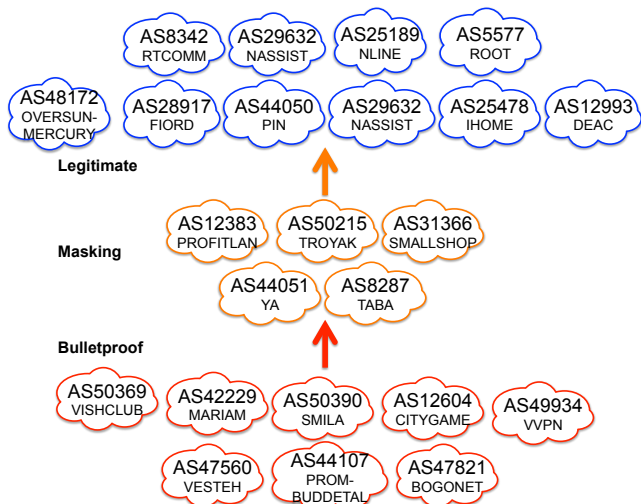 AS8342
RTCOMM
AS29632
NASSIST
AS25189
NLINE
AS5577
ROOT
AS48172
OVERSUN-
MERCURY
AS28917
FIORD
AS44050
PIN
AS29632
NASSIST
AS25478
IHOME
AS12993
DEAC
Legitimate
AS12383
PROFITLAN
AS50215
TROYAK
AS31366
SMALLSHOP
Masking
AS44051
YA
AS8287
TABA
Bulletproof
AS50369
VISHCLUB
AS42229
MARIAM
AS50390
SMILA
AS12604
CITYGAME
AS49934
VVPN
AS47560
VESTEH
AS44107
PROM-
BUDDETAL
AS47821
BOGONET